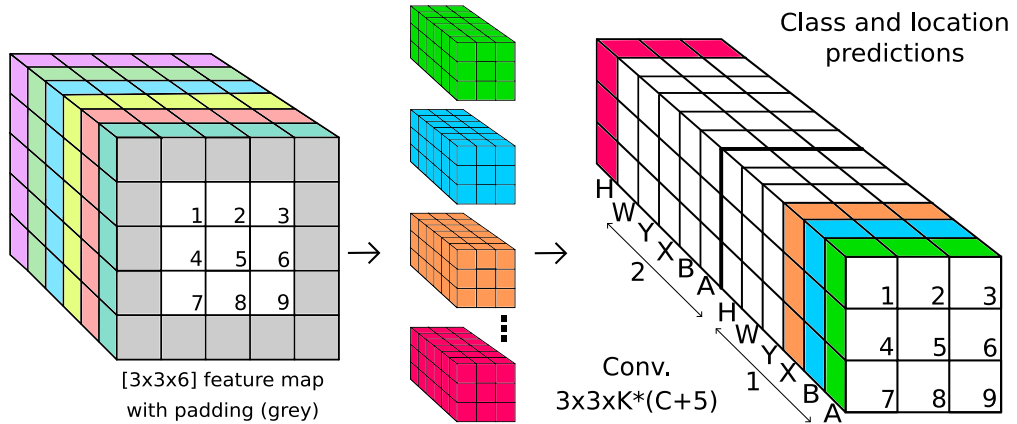 Class and location
predictions
1 2 3
4 5 6
7 8 9
[3x3x6] feature map
with padding (grey)
H
W
Y
X
B
A
H
W
Y
X
B
A
2
1
1 2 3
4 5 6
7 8 9
Conv.
3x3xK*(C+5)